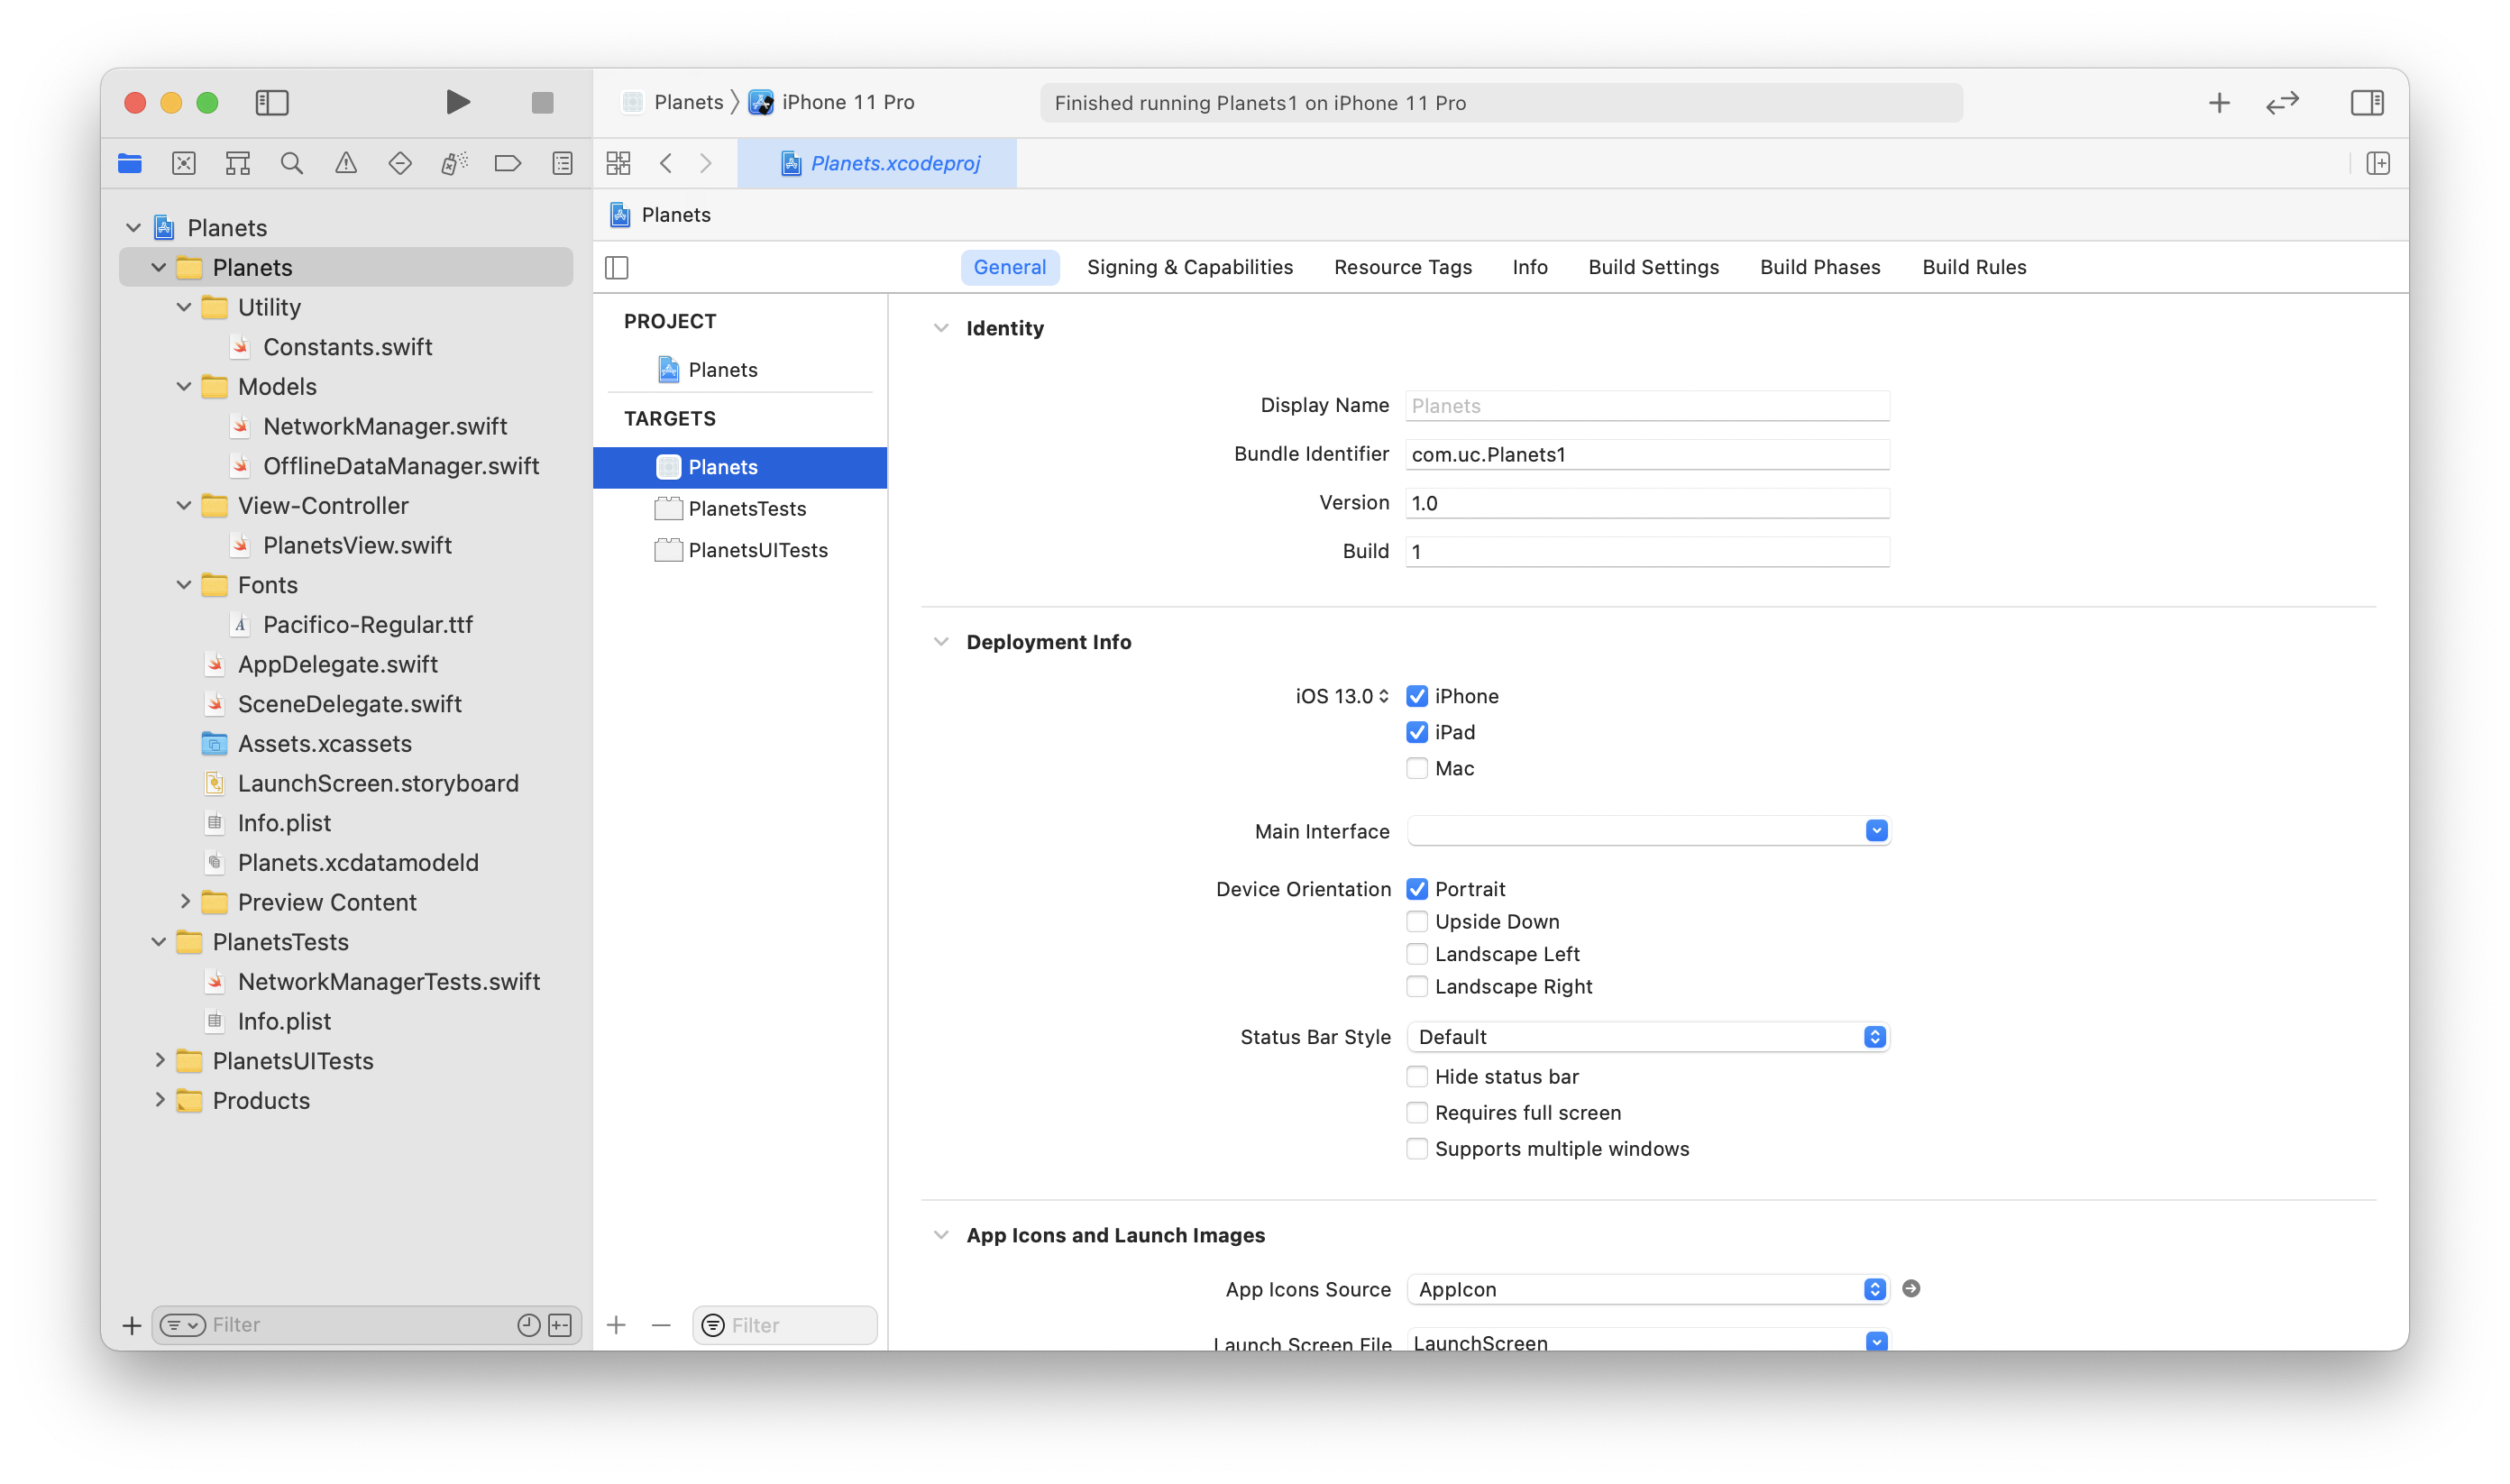 Planets 〉 iPhone 11 Pro
Finished running Planets1 on iPhone 11 Pro
Planets.xcodeproj
Planets
Planets
Utility
Constants.swift
Models
NetworkManager.swift
OfflineDataManager.swift
View-Controller
PlanetsView.swift
Fonts
Pacifico-Regular.ttf
AppDelegate.swift
SceneDelegate.swift
Assets.xcassets
LaunchScreen.storyboard
Info.plist
Planets.xcdatamodeld
Preview Content
PlanetsTests
NetworkManagerTests.swift
Info.plist
PlanetsUITests
Products
Filter
Planets
General Signing & Capabilities Resource Tags Info Build Settings Build Phases Build Rules
PROJECT
Planets
TARGETS
Planets
PlanetsTests
PlanetsUITests
Filter
Identity
Display Name Planets
Bundle Identifier com.uc.Planets1
Version 1.0
Build 1
Deployment Info
iOS 13.0 iPhone
iPad
Mac
Main Interface
Device Orientation Portrait
Upside Down
Landscape Left
Landscape Right
Status Bar Style Default
Hide status bar
Requires full screen
Supports multiple windows
App Icons and Launch Images
App Icons Source AppIcon
Launch Screen File LaunchScreen